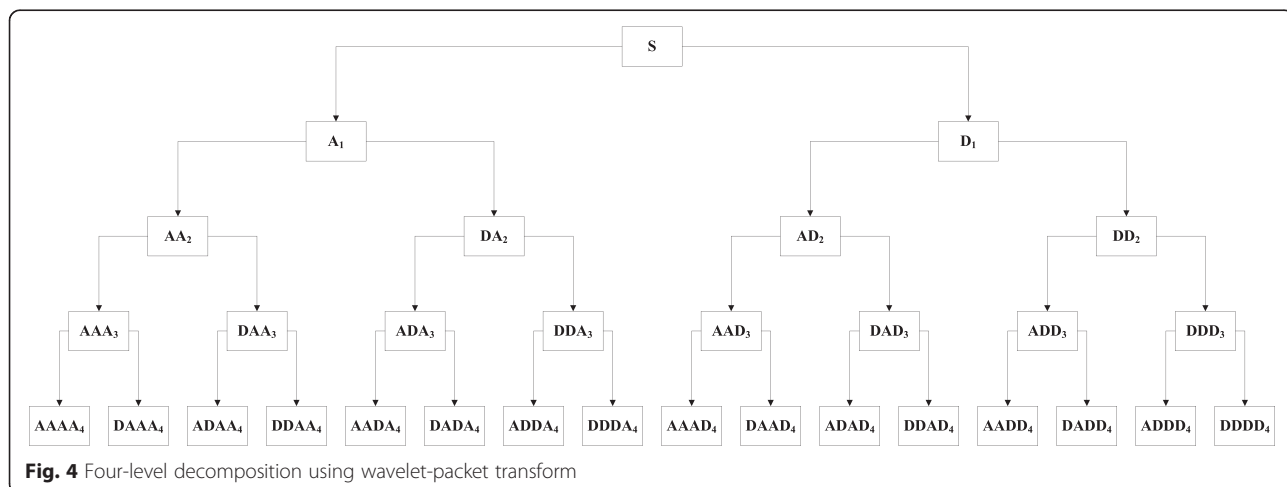 S
A₁ D₁
AA₂ DA₂ AD₂ DD₂
AAA₃ DAA₃ ADA₃ DDA₃ AAD₃ DAD₃ ADD₃ DDD₃
AAAA₄ DAAA₄ ADAA₄ DDAA₄ AADA₄ DADA₄ ADDA₄ DDDA₄ AAAD₄ DAAD₄ ADAD₄ DDAD₄ AADD₄ DADD₄ ADDD₄ DDDD₄
Fig. 4 Four-level decomposition using wavelet-packet transform